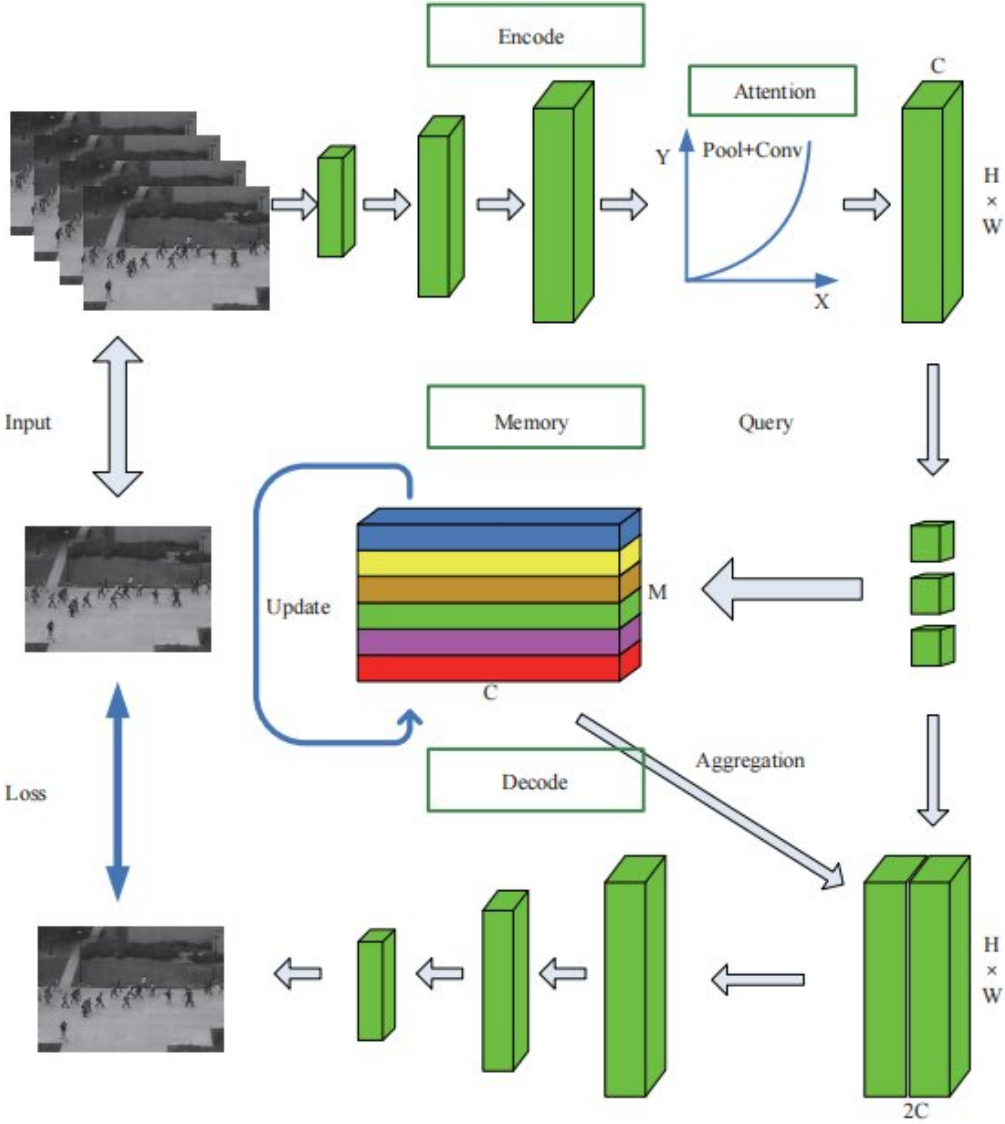 Encode
Attention
C
Y
Pool+Conv
H
×
W
X
Input
Memory
Query
Update
M
C
Decode
Aggregation
Loss
H
×
W
2C